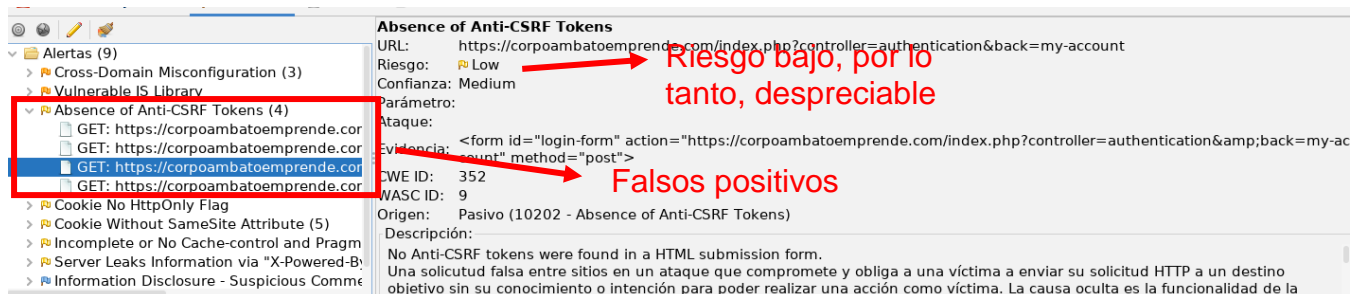 Alertas (9)
Cross-Domain Misconfiguration (3)
Vulnerable JS Library
Absence of Anti-CSRF Tokens (4)
GET: https://corpoambatoemprende.cor
GET: https://corpoambatoemprende.cor
GET: https://corpoambatoemprende.cor
GET: https://corpoambatoemprende.cor
Cookie No HttpOnly Flag
Cookie Without SameSite Attribute (5)
Incomplete or No Cache-control and Pragm
Server Leaks Information via "X-Powered-By
Information Disclosure - Suspicious Comme
Absence of Anti-CSRF Tokens
URL: https://corpoambatoemprende.com/index.php?controller=authentication&back=my-account
Riesgo: Low
Confianza: Medium
Parámetro:
Ataque:
Evidencia: <form id="login-form" action="https://corpoambatoemprende.com/index.php?controller=authentication&amp;back=my-ac
count" method="post">
CWE ID: 352
WASC ID: 9
Origen: Pasivo (10202 - Absence of Anti-CSRF Tokens)
Descripción:
No Anti-CSRF tokens were found in a HTML submission form.
Una solicutud falsa entre sitios en un ataque que compromete y obliga a una víctima a enviar su solicitud HTTP a un destino
objetivo sin su conocimiento o intención para poder realizar una acción como víctima. La causa oculta es la funcionalidad de la
Riesgo bajo, por lo
tanto, despreciable
Falsos positivos